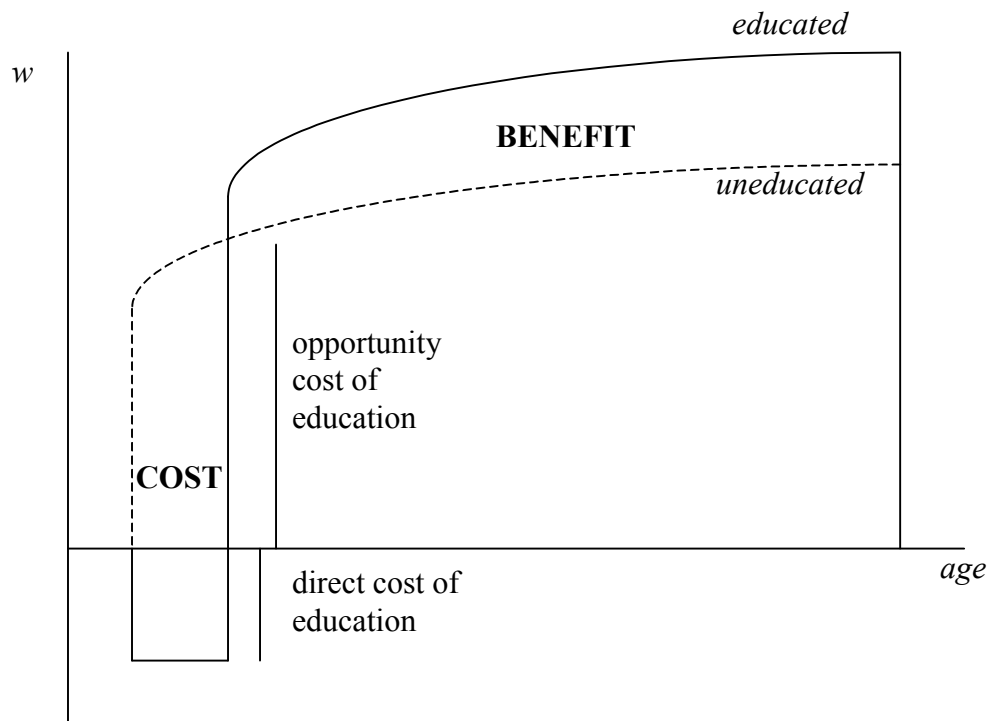 educated
w
BENEFIT
uneducated
opportunity
cost of
education
COST
age
direct cost of
education